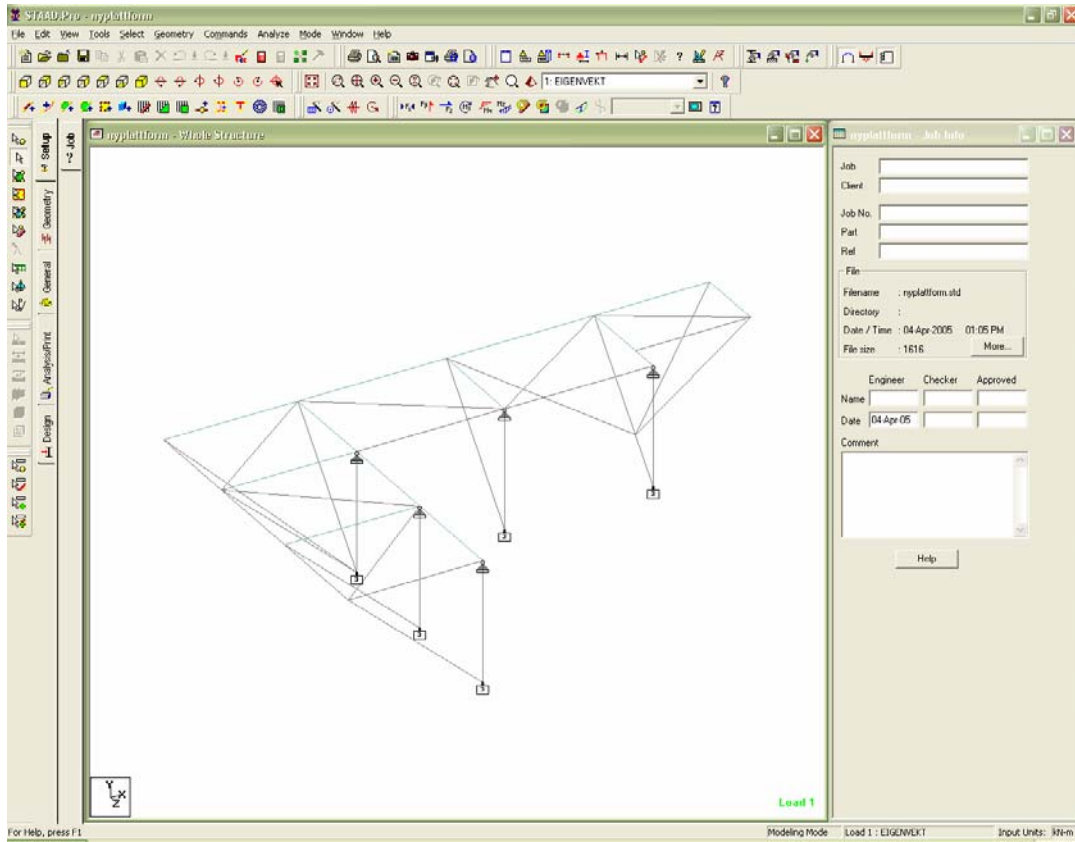 STAAD.Pro - nyplattform
File Edit View Tools Select Geometry Commands Analyze Mode Window Help
1: EIGENVEKT
Setup
Job
Geometry
General
Analysis/Print
Design
nyplattform - Whole Structure
Y
X
Z
Load 1
nyplattform - Job Info
Job
Client
Job No.
Part
Ref
File
Filename : nyplattform.std
Directory :
Date / Time : 04-Apr-2005 01:05 PM
File size : 1616 More...
Engineer Checker Approved
Name
Date 04-Apr-05
Comment
Help
For Help, press F1 Modeling Mode Load 1 : EIGENVEKT Input Units: kN-m